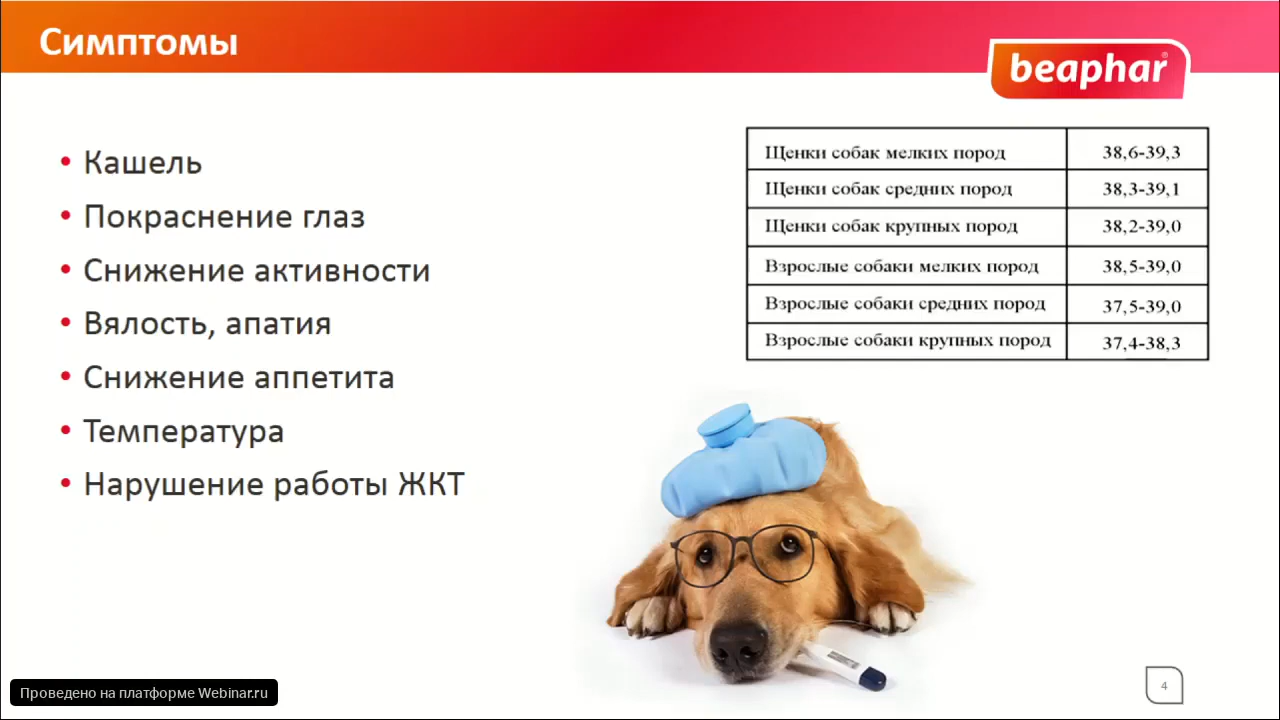 Симптомы
beaphar®
• Кашель
• Покраснение глаз
• Снижение активности
• Вялость, апатия
• Снижение аппетита
• Температура
• Нарушение работы ЖКТ
Щенки собак мелких пород 38,6-39,3
Щенки собак средних пород 38,3-39,1
Щенки собак крупных пород 38,2-39,0
Взрослые собаки мелких пород 38,5-39,0
Взрослые собаки средних пород 37,5-39,0
Взрослые собаки крупных пород 37,4-38,3
Проведено на платформе Webinar.ru
4